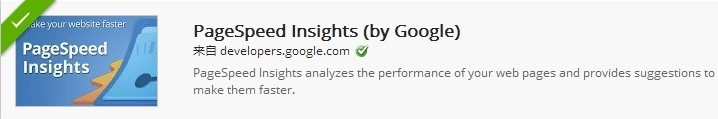 Make your website faster
PageSpeed
Insights
PageSpeed Insights (by Google)
来自 developers.google.com
PageSpeed Insights analyzes the performance of your web pages and provides suggestions to
make them faster.